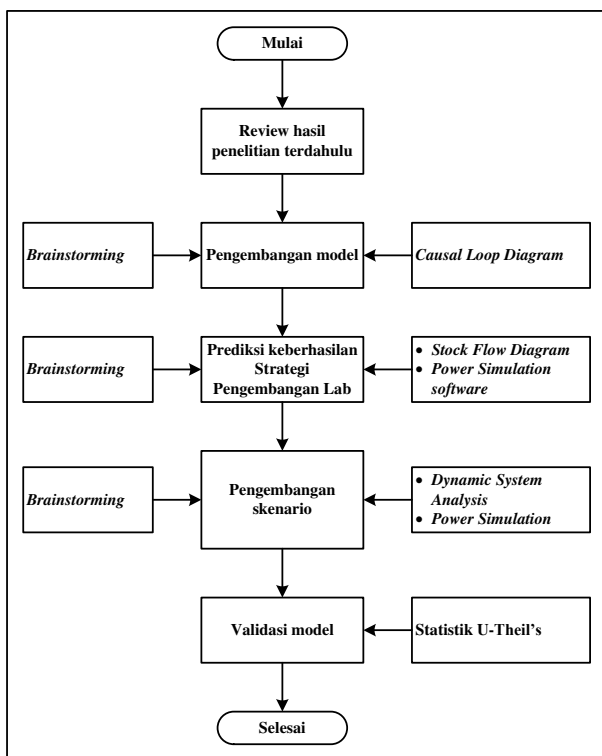 Mulai
Review hasil
penelitian terdahulu
Brainstorming
Pengembangan model
Causal Loop Diagram
Brainstorming
Prediksi keberhasilan
Strategi
Pengembangan Lab
• Stock Flow Diagram
• Power Simulation
software
Brainstorming
Pengembangan
skenario
• Dynamic System
Analysis
• Power Simulation
Validasi model
Statistik U-Theil’s
Selesai